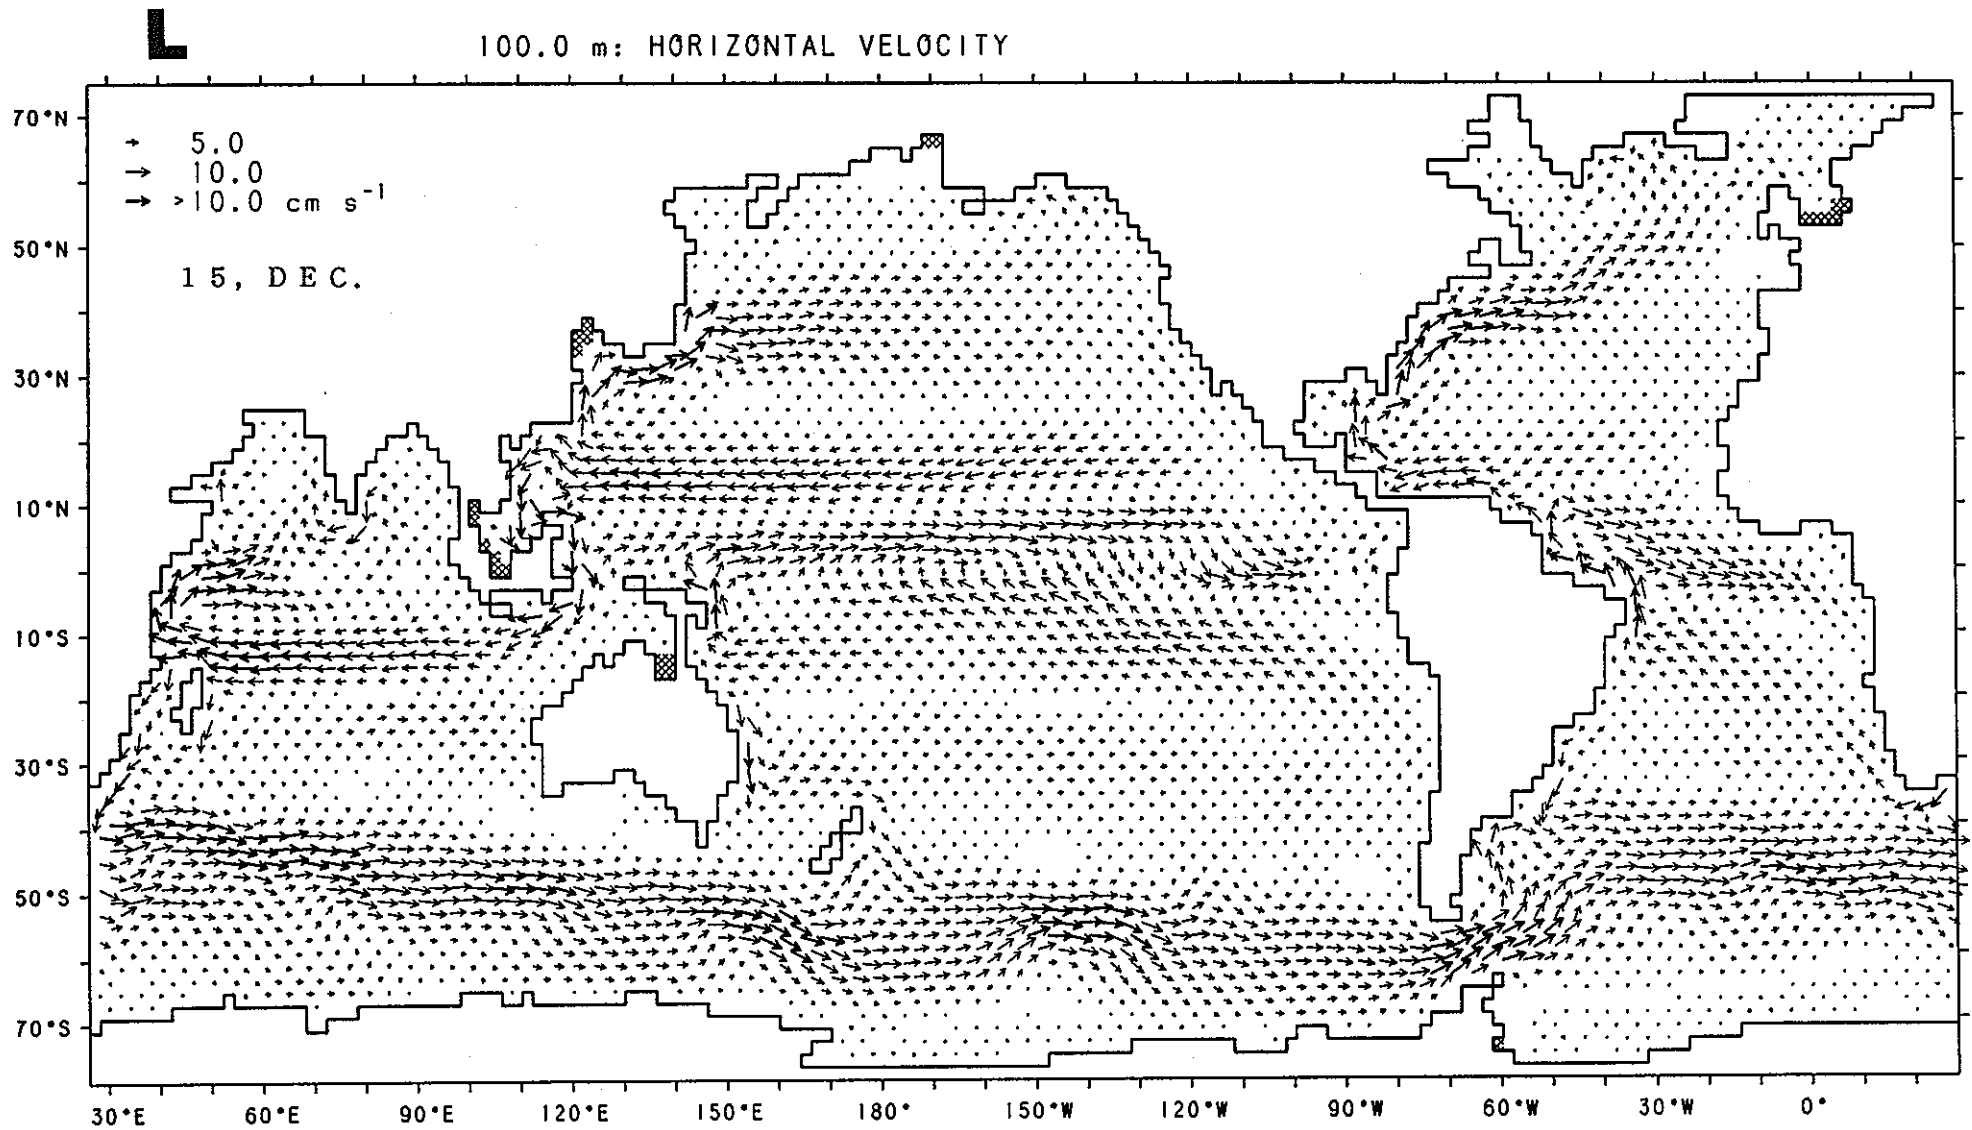 L
100.0 m: HORIZONTAL VELOCITY
70°N
50°N
30°N
10°N
10°S
30°S
50°S
70°S
5.0
10.0
>10.0 cm s⁻¹
15, DEC.
30°E 60°E 90°E 120°E 150°E 180° 150°W 120°W 90°W 60°W 30°W 0°